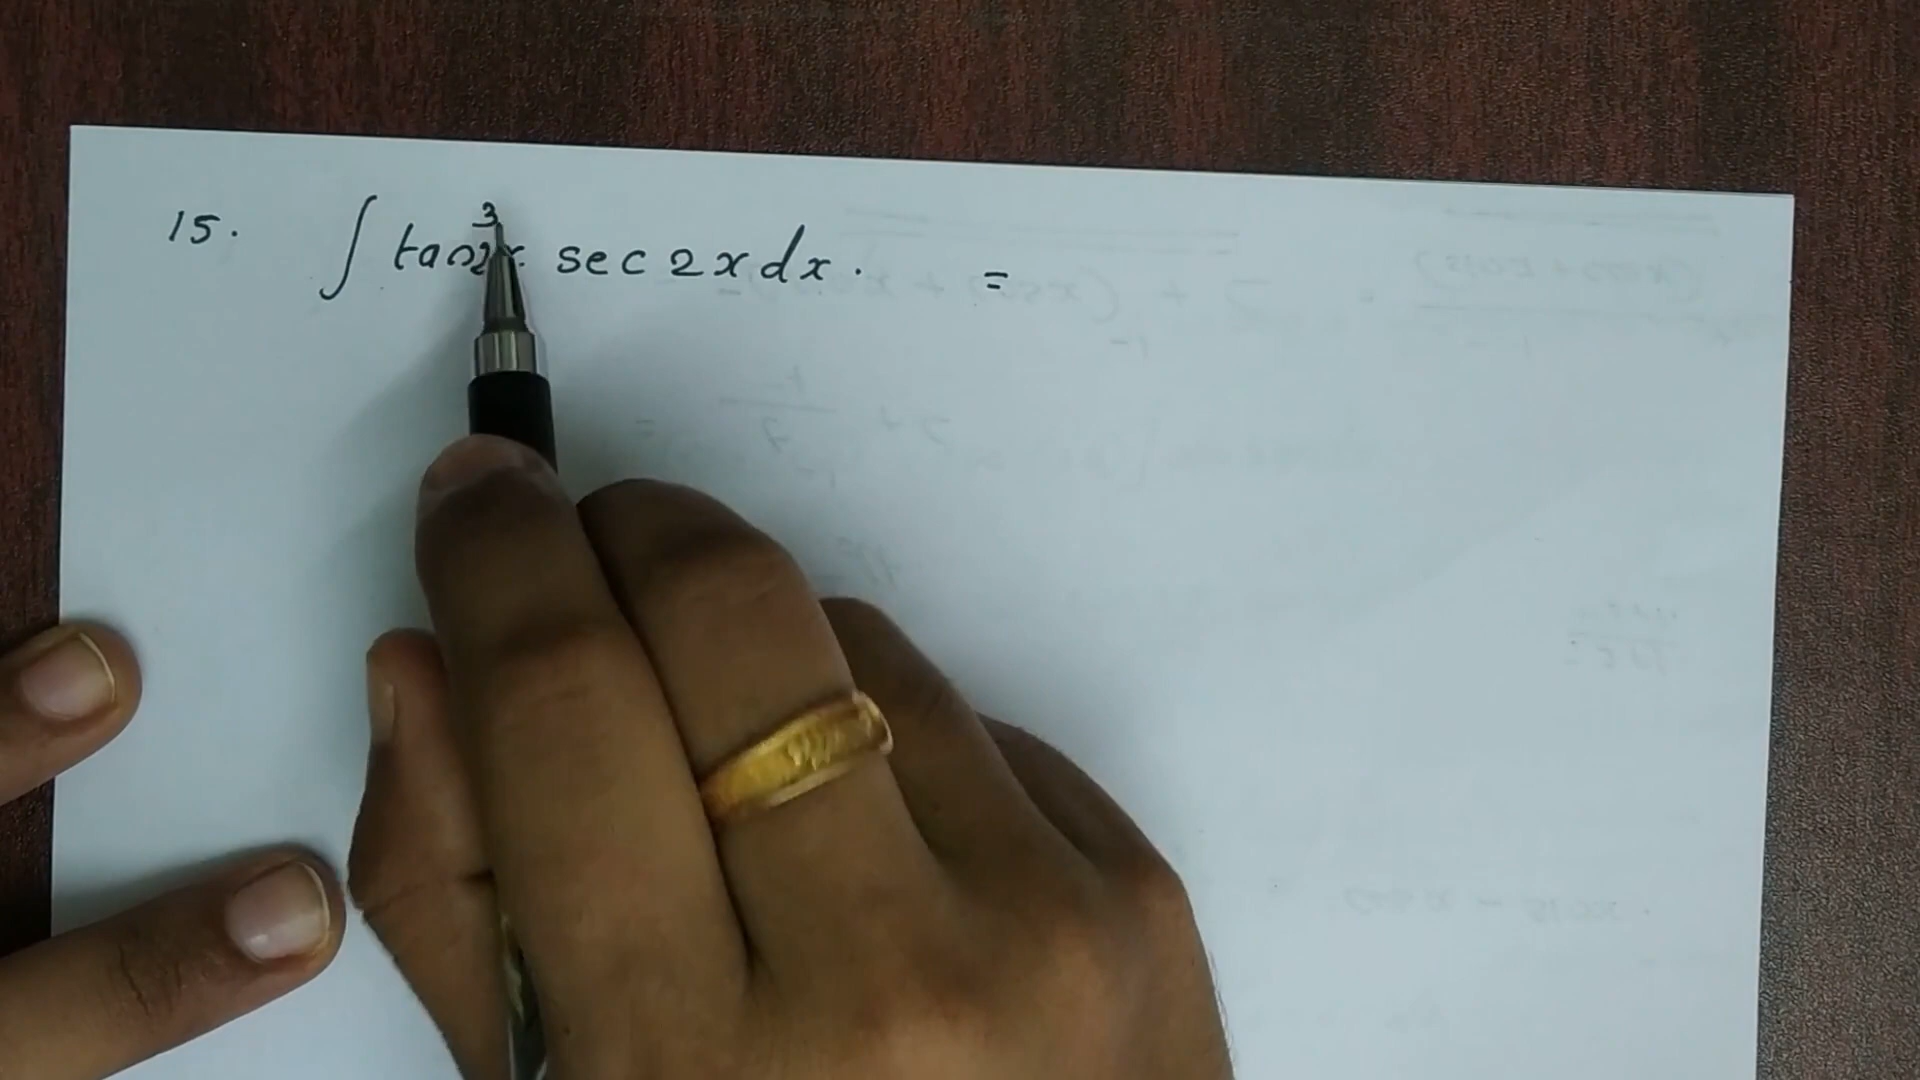 15. ∫ tan³2x sec 2x dx. =